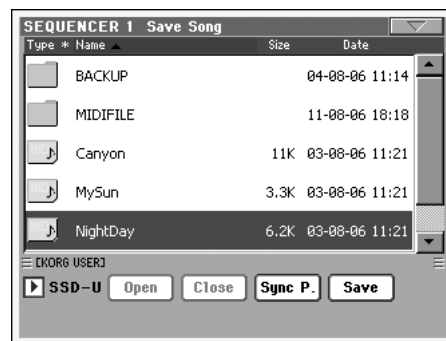 SEQUENCER 1 Save Song
Type * Name Size Date
BACKUP 04-08-06 11:14
MIDIFILE 11-08-06 18:18
Canyon 11K 03-08-06 11:21
MySun 3.3K 03-08-06 11:21
NightDay 6.2K 03-08-06 11:21
[KORG USER]
SSD-U Open Close Sync P. Save